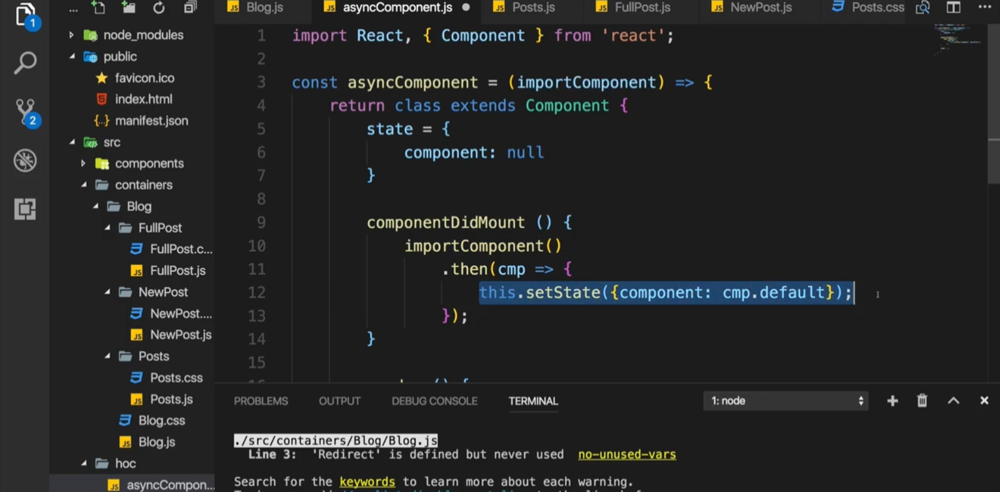 Blog.js
asyncComponent.js
Posts.js
FullPost.js
NewPost.js
Posts.css
1
2
node_modules
public
favicon.ico
index.html
manifest.json
src
components
containers
Blog
FullPost
FullPost.c...
FullPost.js
NewPost
NewPost....
NewPost.js
Posts
Posts.css
Posts.js
Blog.css
Blog.js
hoc
asyncCompon...
1 import React, { Component } from 'react';
2
3 const asyncComponent = (importComponent) => {
4 return class extends Component {
5 state = {
6 component: null
7 }
8
9 componentDidMount () {
10 importComponent()
11 .then(cmp => {
12 this.setState({component: cmp.default});
13 });
14 }
15
PROBLEMS OUTPUT DEBUG CONSOLE TERMINAL 1: node
./src/containers/Blog/Blog.js
Line 3: 'Redirect' is defined but never used no-unused-vars
Search for the keywords to learn more about each warning.